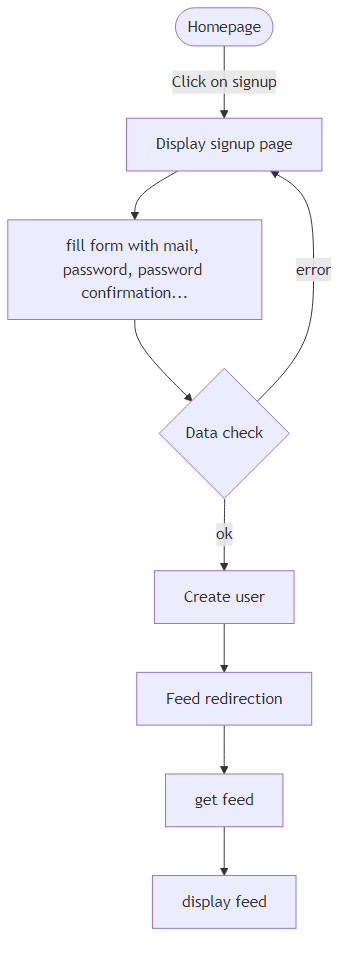 Homepage
Click on signup
Display signup page
fill form with mail,
password, password
confirmation...
error
Data check
ok
Create user
Feed redirection
get feed
display feed